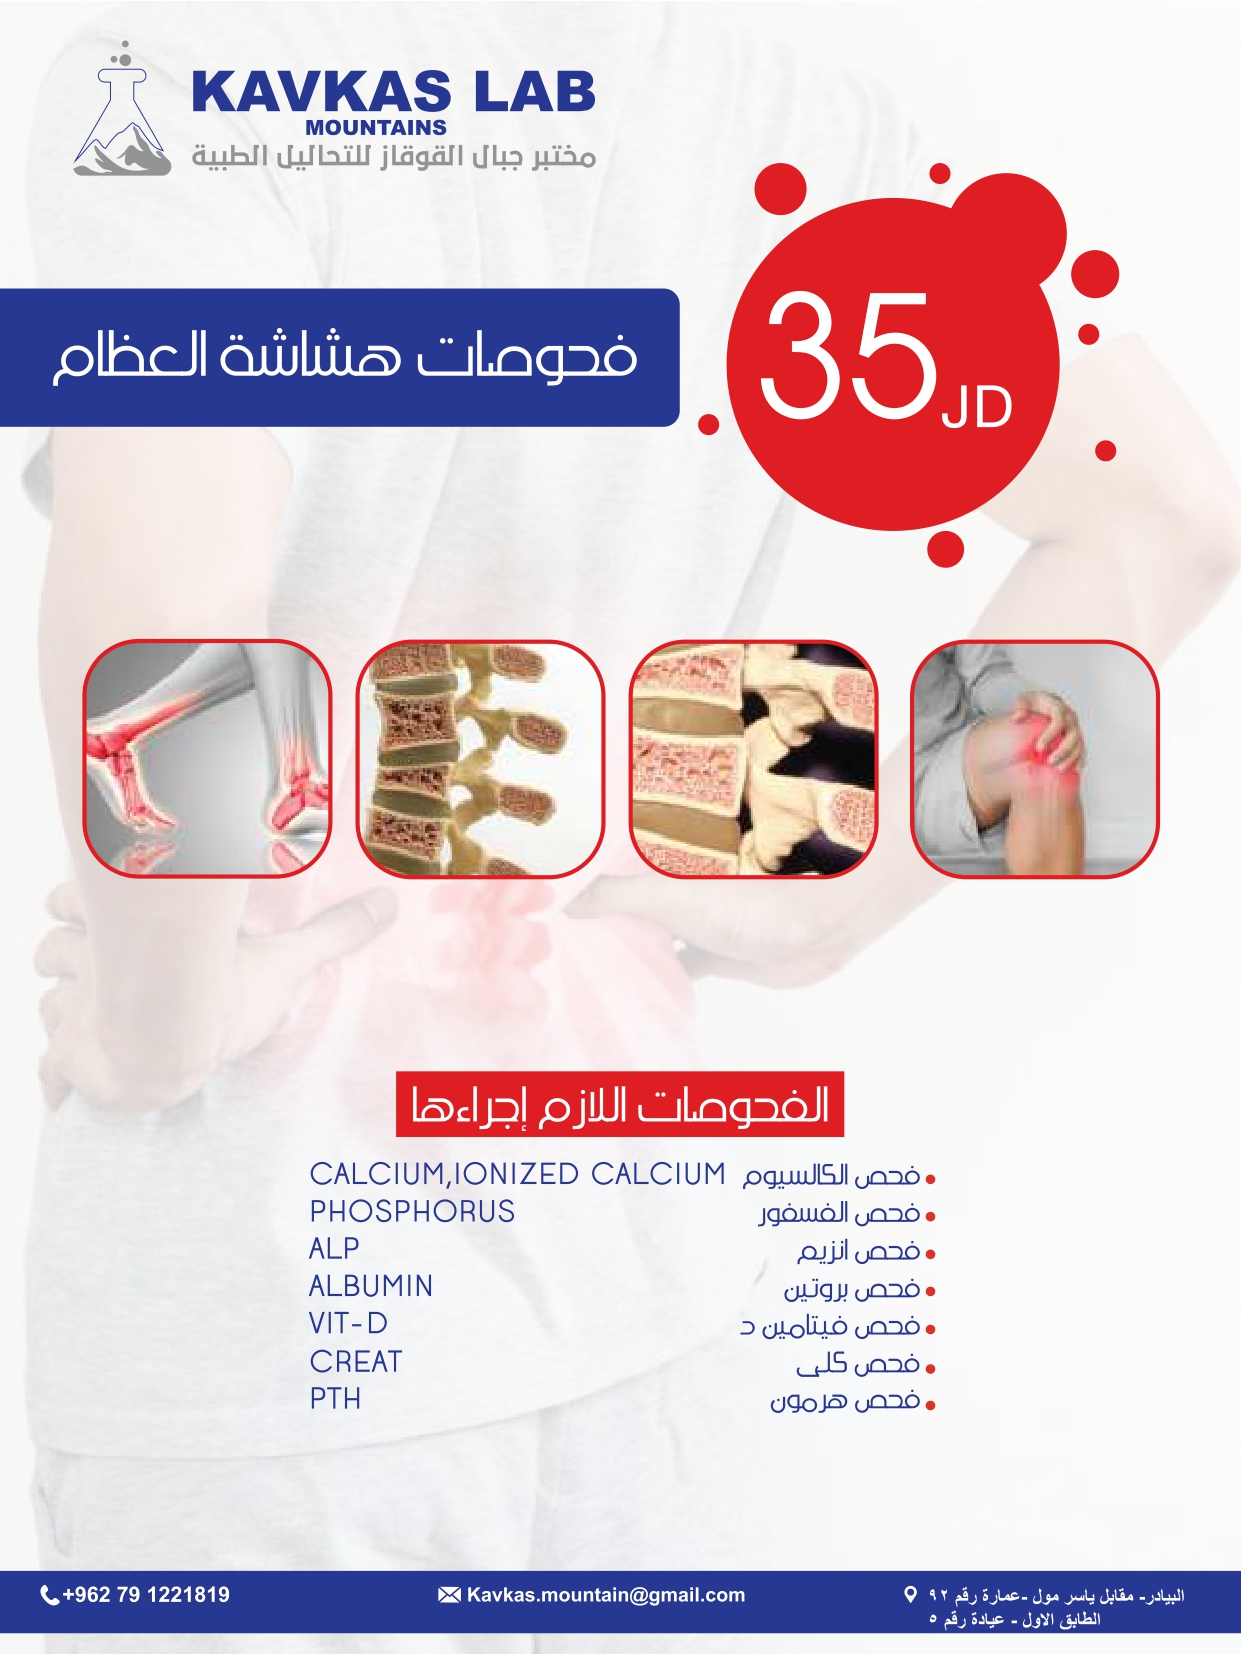 KAVKAS LAB
MOUNTAINS
مختبر جبال القوقاز للتحاليل الطبية
فحوصات هشاشة العظام
35 JD
الفحوصات اللازم إجراءها
فحص الكالسيوم CALCIUM,IONIZED CALCIUM
فحص الفسفور PHOSPHORUS
فحص انزيم ALP
فحص بروتين ALBUMIN
فحص فيتامين د VIT-D
فحص كلى CREAT
فحص هرمون PTH
+962 79 1221819
Kavkas.mountain@gmail.com
البيادر- مقابل ياسر مول -عمارة رقم ٩٢
الطابق الاول - عيادة رقم ٥